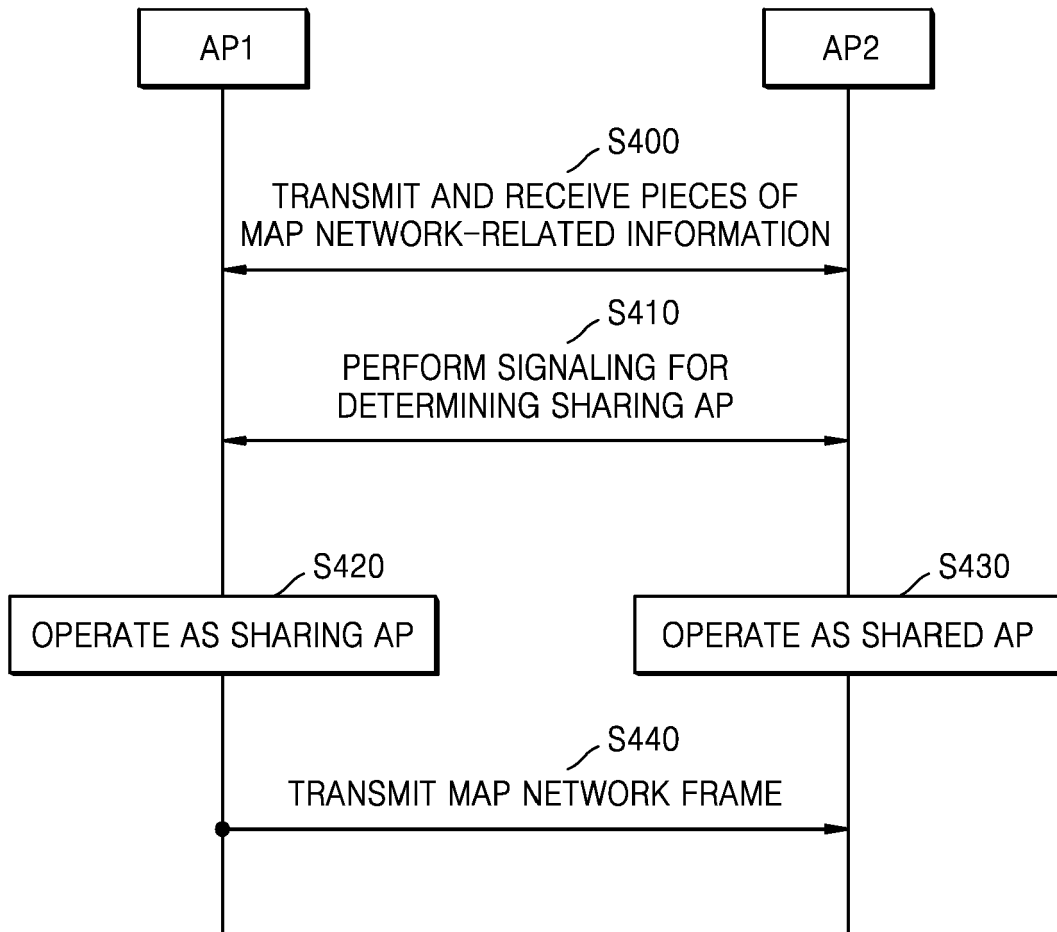 AP1
AP2
S400
TRANSMIT AND RECEIVE PIECES OF
MAP NETWORK-RELATED INFORMATION
S410
PERFORM SIGNALING FOR
DETERMINING SHARING AP
S420
OPERATE AS SHARING AP
S430
OPERATE AS SHARED AP
S440
TRANSMIT MAP NETWORK FRAME